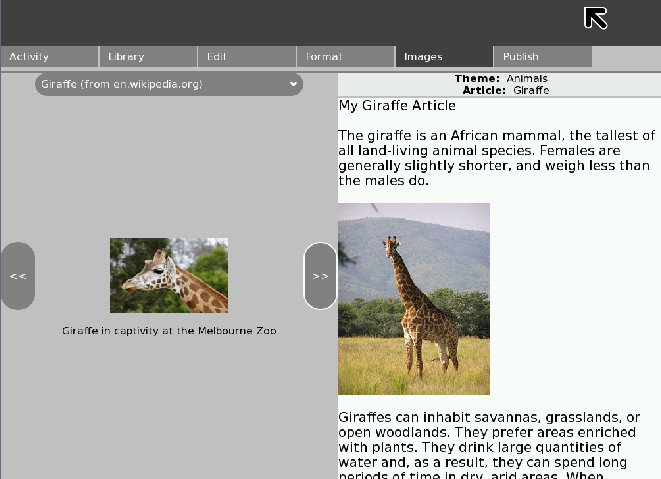 Activity
Library
Edit
Format
Images
Publish
Giraffe (from en.wikipedia.org)
Theme: Animals
Article: Giraffe
<<
>>
Giraffe in captivity at the Melbourne Zoo
My Giraffe Article
The giraffe is an African mammal, the tallest of
all land-living animal species. Females are
generally slightly shorter, and weigh less than
the males do.
Giraffes can inhabit savannas, grasslands, or
open woodlands. They prefer areas enriched
with plants. They drink large quantities of
water and, as a result, they can spend long
periods of time in dry, arid areas. When